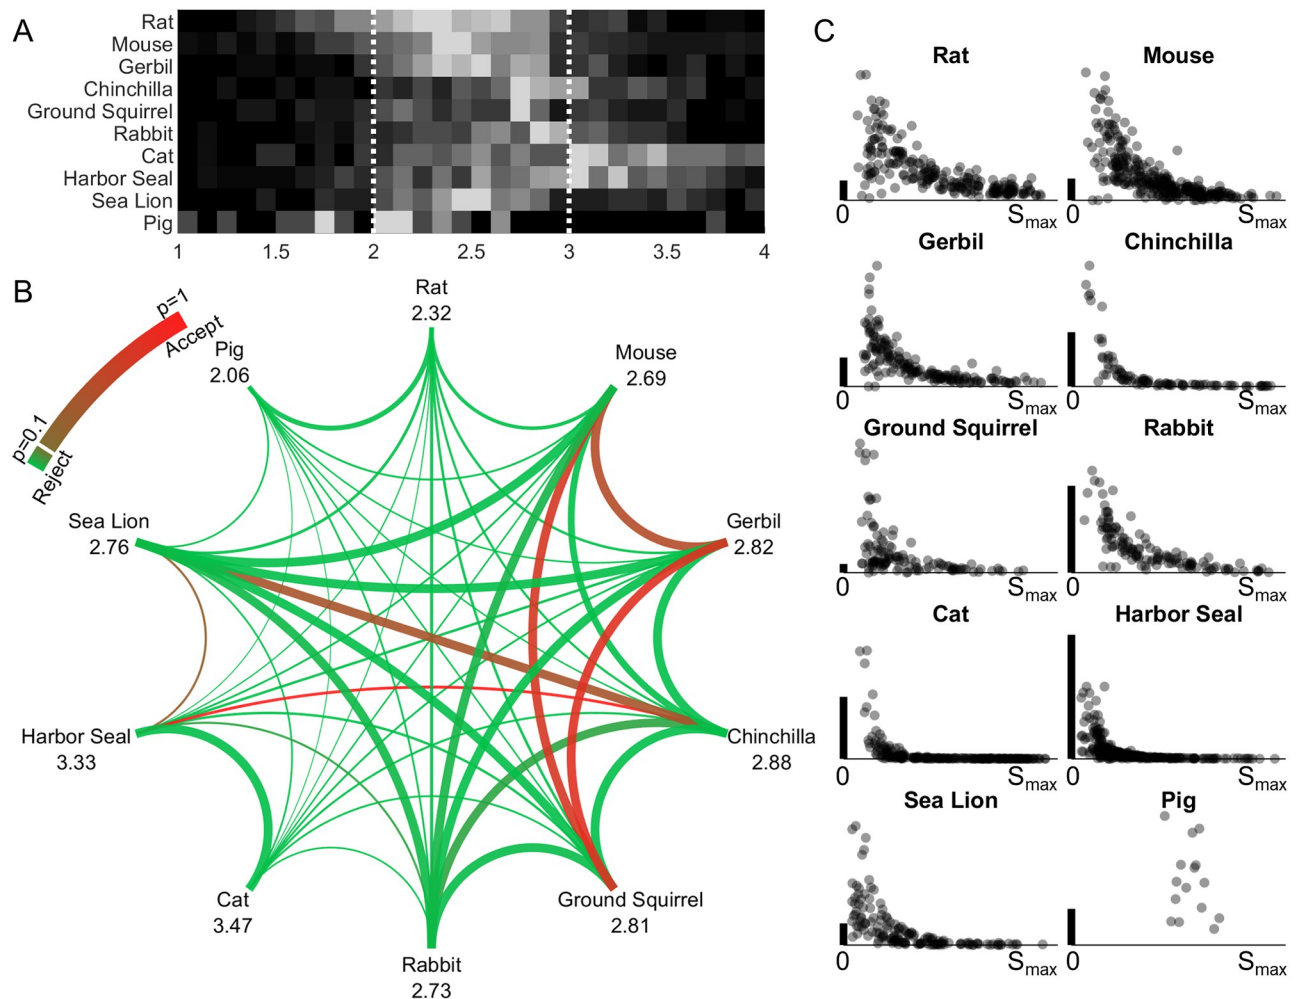 A
Rat
Mouse
Gerbil
Chinchilla
Ground Squirrel
Rabbit
Cat
Harbor Seal
Sea Lion
Pig
1 1.5 2 2.5 3 3.5 4
B
p=1
Accept
p=0.1
Reject
Rat
2.32
Mouse
2.69
Gerbil
2.82
Chinchilla
2.88
Ground Squirrel
2.81
Rabbit
2.73
Cat
3.47
Harbor Seal
3.33
Sea Lion
2.76
Pig
2.06
C
Rat Mouse
0 Smax 0 Smax
Gerbil Chinchilla
0 Smax 0 Smax
Ground Squirrel Rabbit
0 Smax 0 Smax
Cat Harbor Seal
0 Smax 0 Smax
Sea Lion Pig
0 Smax 0 Smax